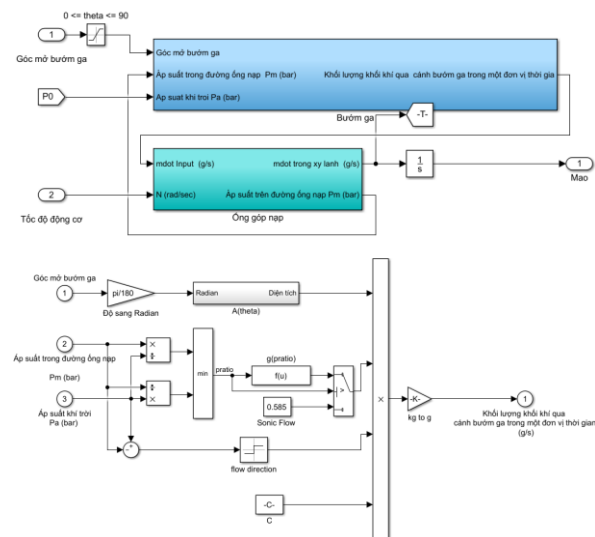 0 <= theta <= 90
1
Góc mở bướm ga
P0
Góc mở bướm ga
Áp suất trong đường ống nạp Pm (bar)
Ap suat khi troi Pa (bar)
Khối lượng khối khí qua cánh bướm ga trong một đơn vị thời gia
Bướm ga
-T-
mdot Input (g/s)
mdot trong xy lanh (g/s)
N (rad/sec)
Áp suất trên đường ống nạp Pm (bar)
Ống góp nạp
2
Tốc độ động cơ
1
s
1
Mao
Góc mở bướm ga
1
pi/180
Độ sang Radian
Radian
Diện tích
A(theta)
2
Áp suất trong đường ống nạp
Pm (bar)
3
Áp suất khí trời
Pa (bar)
×
÷
÷
×
min
pratio
g(pratio)
f(u)
0.585
Sonic Flow
>
- +
flow direction
-C-
C
×
-K-
kg to g
1
Khối lượng khối khí qua
cánh bướm ga trong một đơn vị thời gian
(g/s)